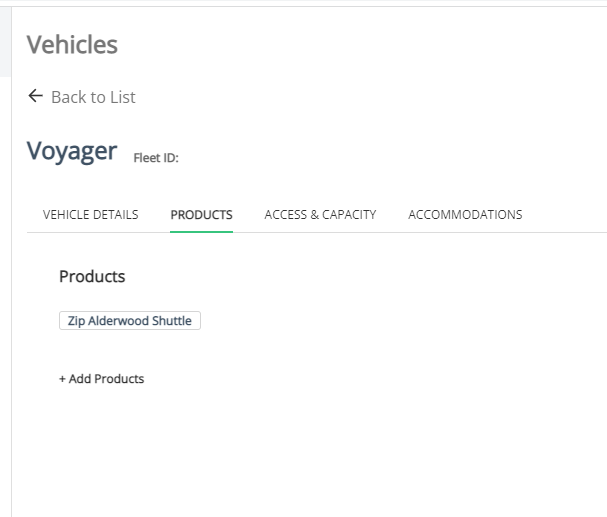 Vehicles
← Back to List
Voyager Fleet ID:
VEHICLE DETAILS PRODUCTS ACCESS & CAPACITY ACCOMMODATIONS
Products
Zip Alderwood Shuttle
+ Add Products